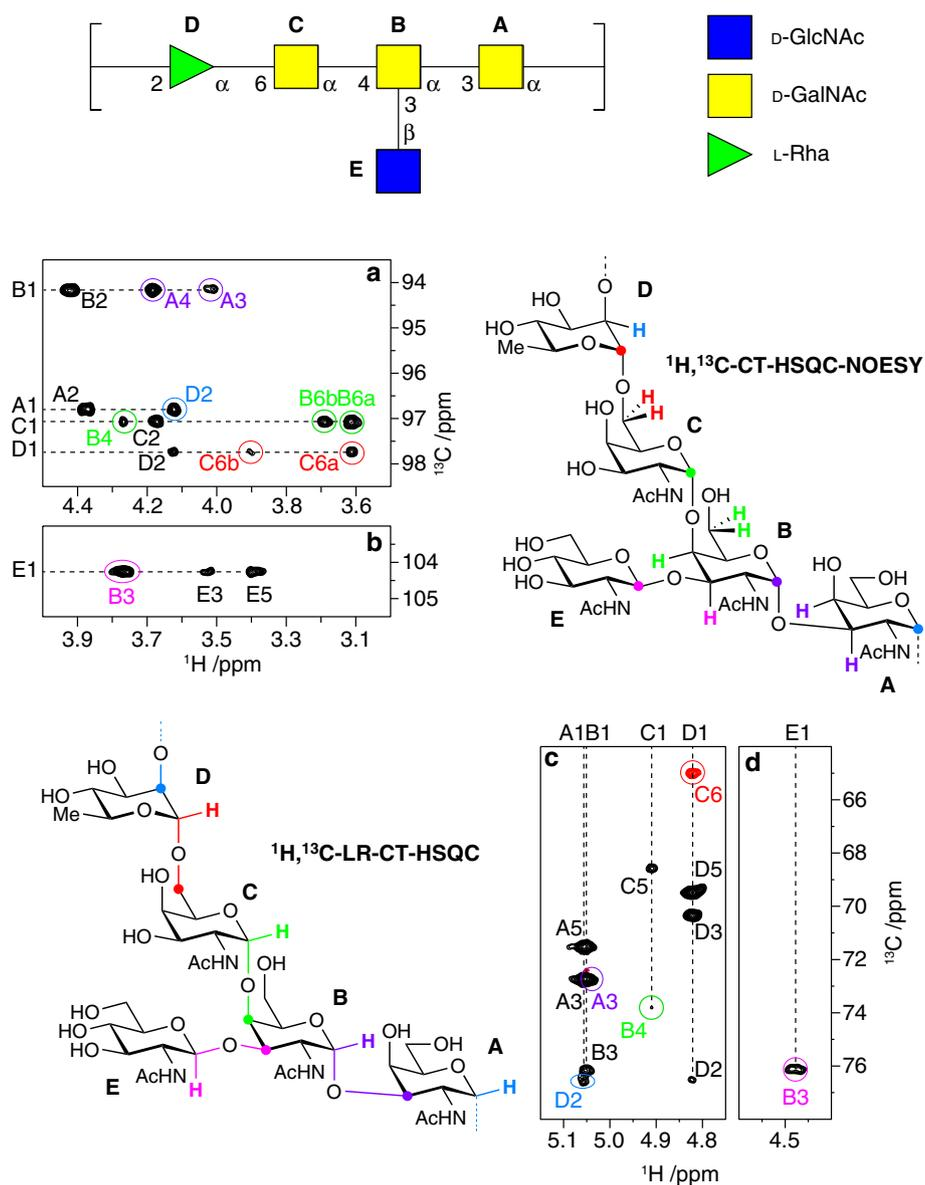 D C B A
2 α 6 α 4 α 3 α
3
β
E
D-GlcNAc
D-GalNAc
L-Rha
a
B1 B2 A4 A3
A2 D2 B6b B6a
A1
C1
B4 C2
D1 D2 C6b C6a
94
95
96
97
98
¹³C /ppm
4.4 4.2 4.0 3.8 3.6
b
E1 B3 E3 E5
104
105
3.9 3.7 3.5 3.3 3.1
¹H /ppm
¹H,¹³C-CT-HSQC-NOESY
O D
HO
HO H
Me O
O
H
HO H
C
O
HO
AcHN OH
O H
H
B
HO H O
HO O O OH
HO AcHN H OH
AcHN H O O
E H
AcHN
A
¹H,¹³C-LR-CT-HSQC
O
HO D
HO
Me O H
O
HO C
O
HO H
AcHN OH
O
B
HO O
HO O O H OH A
HO AcHN OH
AcHN H O O H
E
AcHN
A1 B1 C1 D1
c
C6
C5 D5
D3
A5
A3 A3
B4
B3 D2
D2
5.1 5.0 4.9 4.8
E1
d
B3
4.5
66
68
70
72
74
76
¹³C /ppm
¹H /ppm